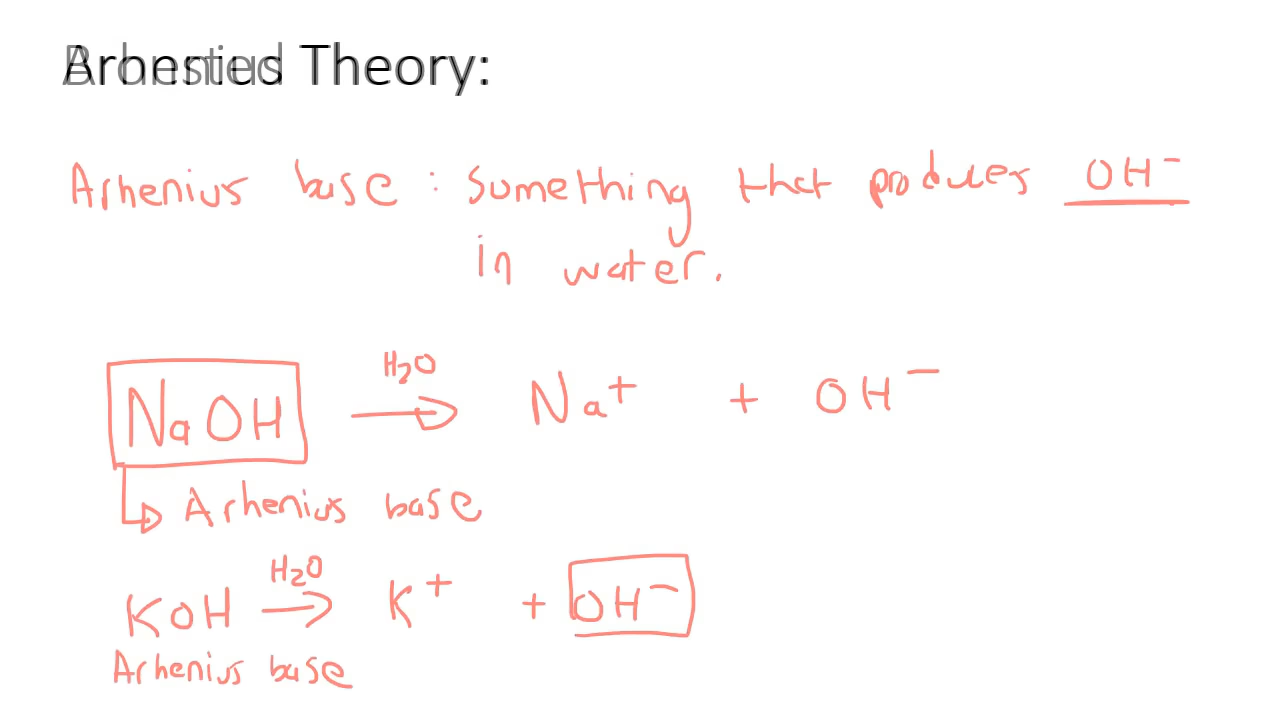 Theory:
Arhenius base : Something that produces OH⁻
in water.
H₂O
NaOH → Na⁺ + OH⁻
↳ Arhenius base
H₂O
KOH → K⁺ + OH⁻
Arhenius base